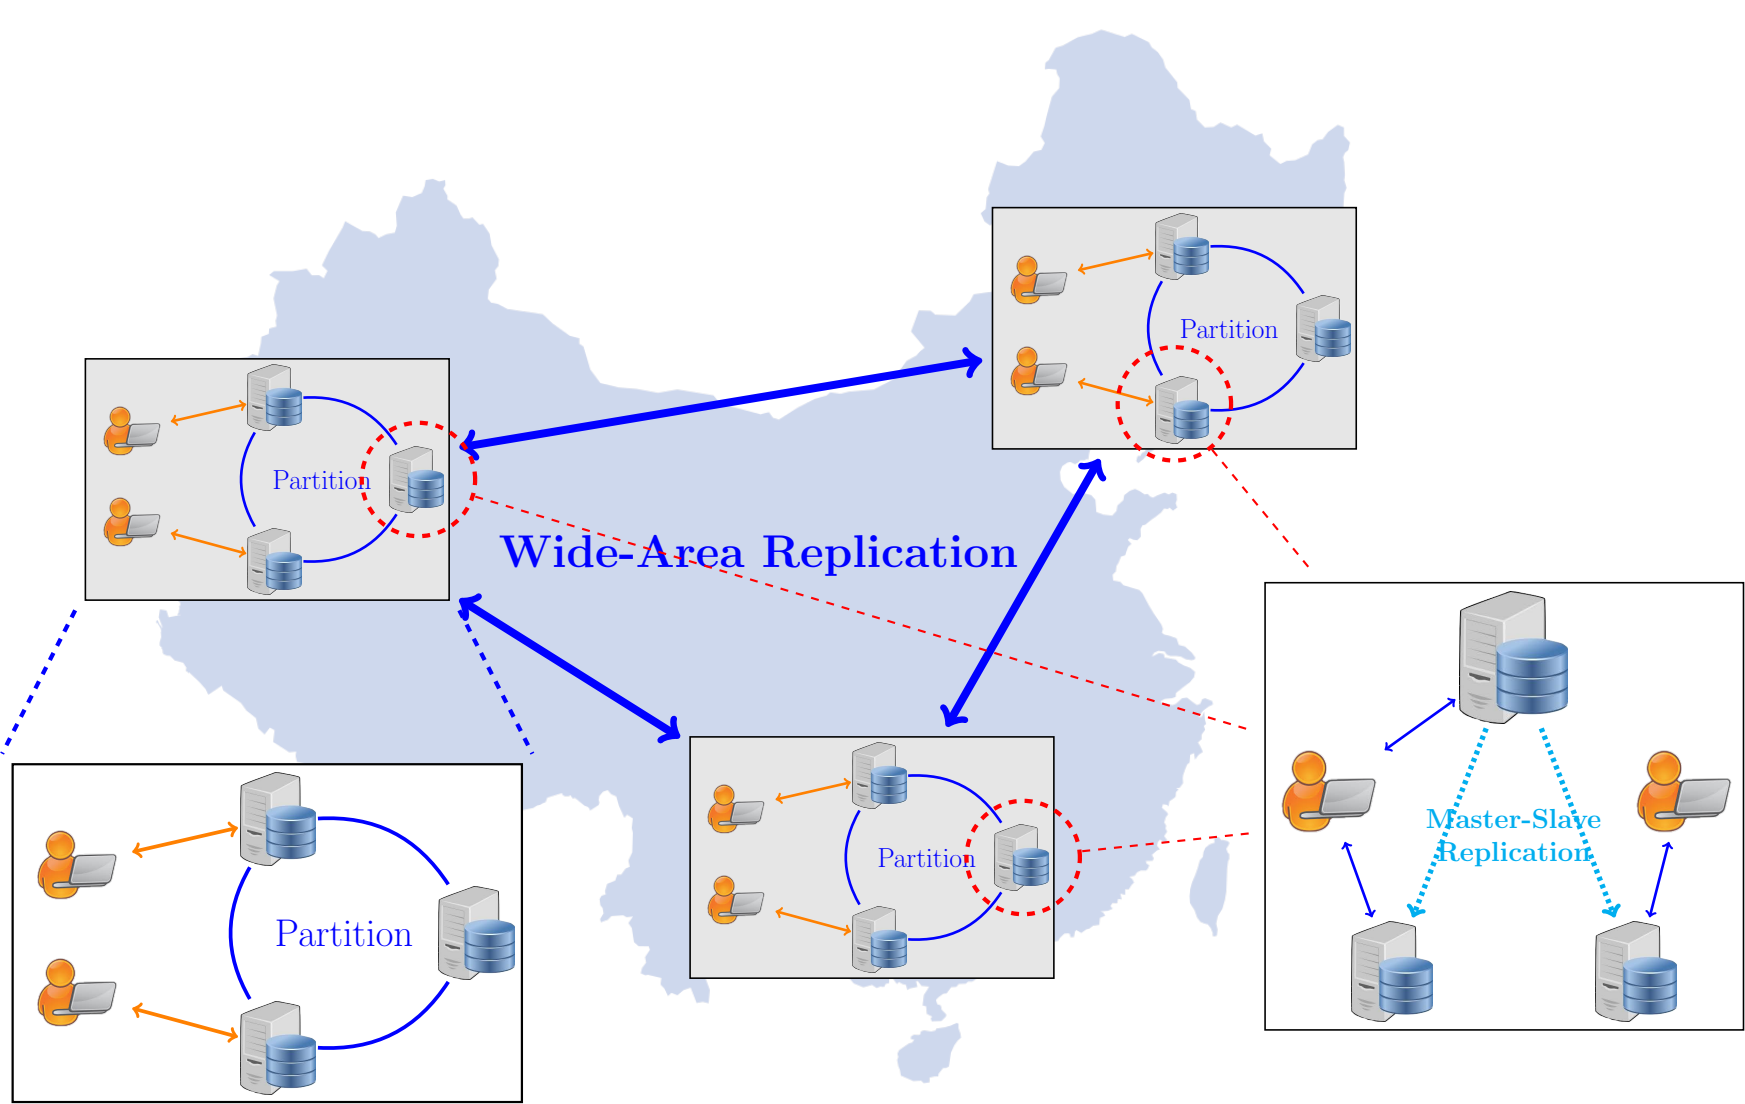 Partition
Partition
Wide-Area Replication
Master-Slave
Replication
Partition
Partition